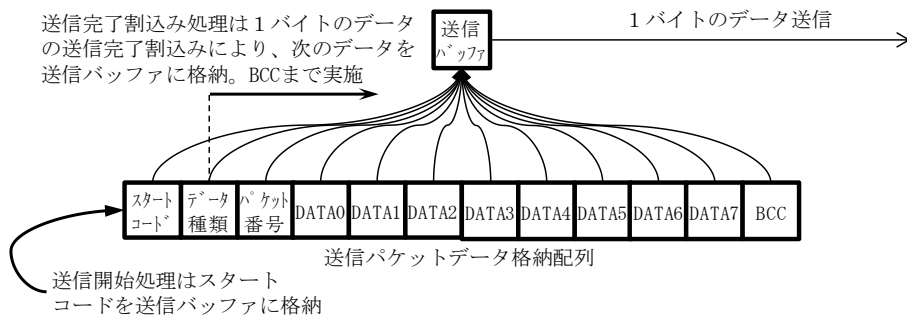 送信完了割込み処理は１バイトのデータ
の送信完了割込みにより、次のデータを
送信バッファに格納。BCCまで実施
送信
ﾊﾞｯﾌｧ
１バイトのデータ送信
ｽﾀｰﾄ
ｺｰﾄﾞ
ﾃﾞｰﾀ
種類
ﾊﾟｹｯﾄ
番号
DATA0
DATA1
DATA2
DATA3
DATA4
DATA5
DATA6
DATA7
BCC
送信パケットデータ格納配列
送信開始処理はスタート
コードを送信バッファに格納